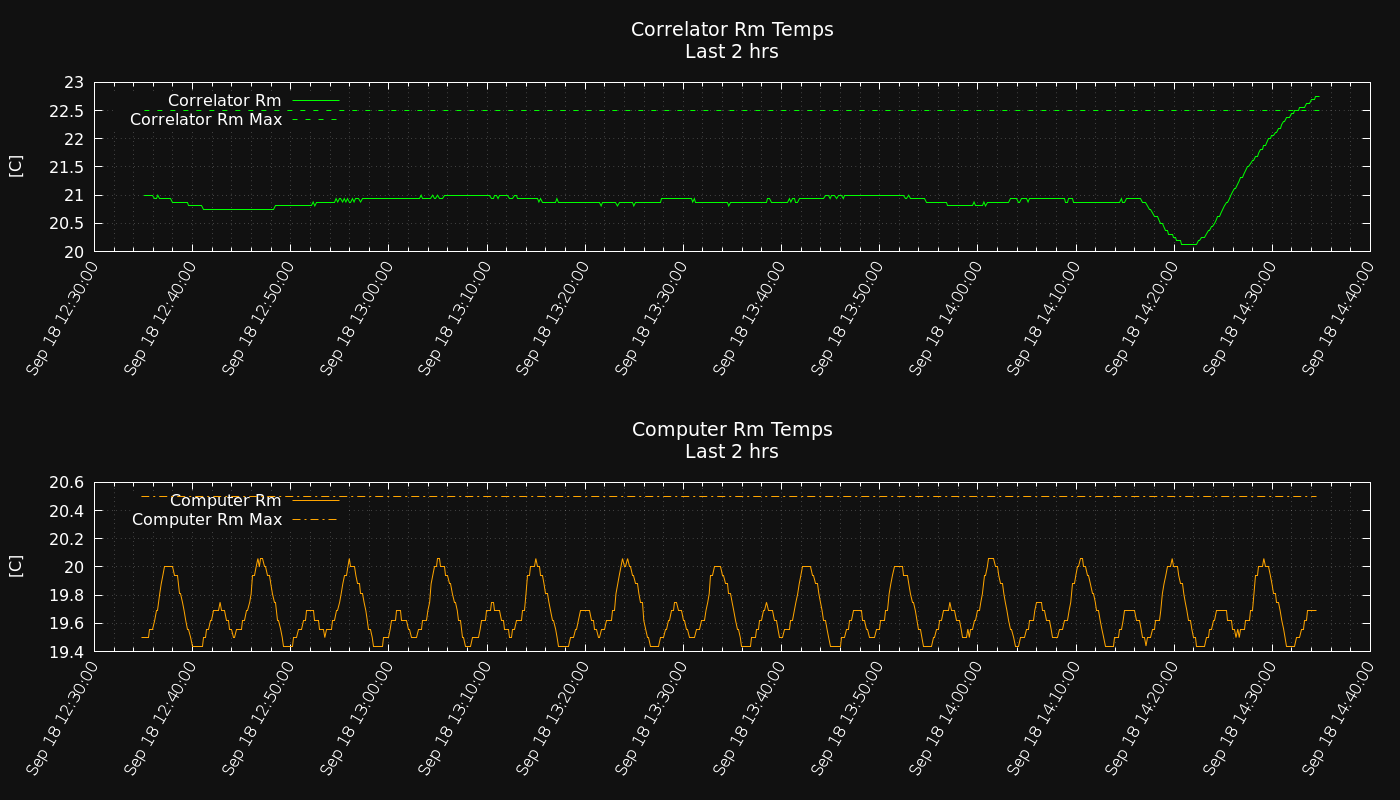 Correlator Rm Temps
Last 2 hrs
23
22.5
22
21.5
21
20.5
20
[C]
Correlator Rm
Correlator Rm Max
Sep 18 12:30:00
Sep 18 12:40:00
Sep 18 12:50:00
Sep 18 13:00:00
Sep 18 13:10:00
Sep 18 13:20:00
Sep 18 13:30:00
Sep 18 13:40:00
Sep 18 13:50:00
Sep 18 14:00:00
Sep 18 14:10:00
Sep 18 14:20:00
Sep 18 14:30:00
Sep 18 14:40:00
Computer Rm Temps
Last 2 hrs
20.6
20.4
20.2
20
19.8
19.6
19.4
[C]
Computer Rm
Computer Rm Max
Sep 18 12:30:00
Sep 18 12:40:00
Sep 18 12:50:00
Sep 18 13:00:00
Sep 18 13:10:00
Sep 18 13:20:00
Sep 18 13:30:00
Sep 18 13:40:00
Sep 18 13:50:00
Sep 18 14:00:00
Sep 18 14:10:00
Sep 18 14:20:00
Sep 18 14:30:00
Sep 18 14:40:00